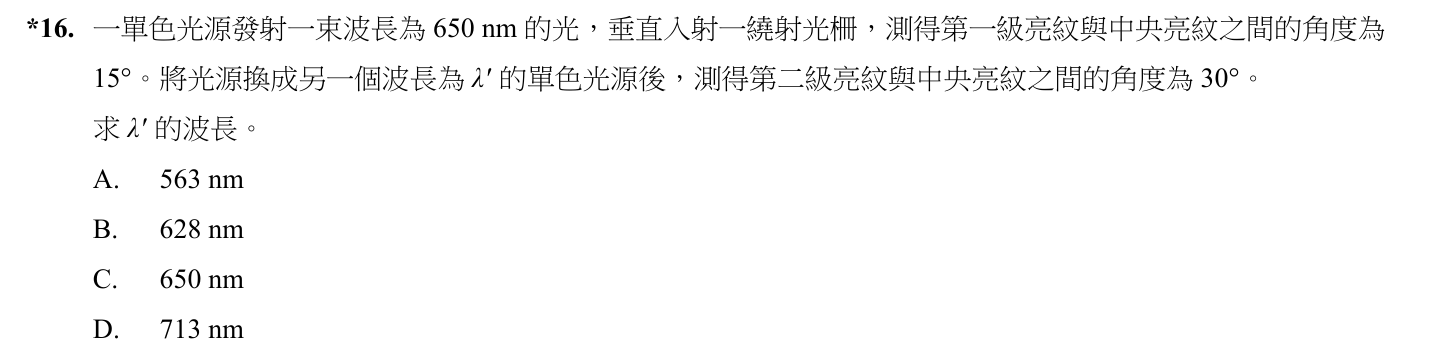 *16. 一單色光源發射一束波長為 650 nm 的光，垂直入射一繞射光柵，測得第一級亮紋與中央亮紋之間的角度為
15°。將光源換成另一個波長為 λ′ 的單色光源後，測得第二級亮紋與中央亮紋之間的角度為 30°。
求 λ′ 的波長。
A. 563 nm
B. 628 nm
C. 650 nm
D. 713 nm